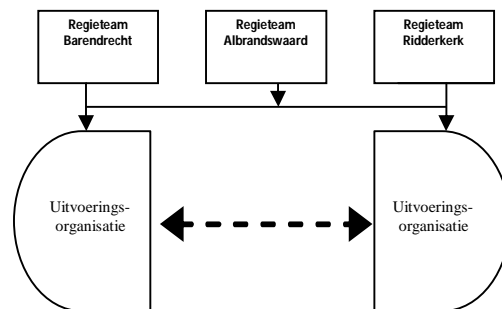 Regieteam
Barendrecht
Regieteam
Albrandswaard
Regieteam
Ridderkerk
Uitvoerings-
organisatie
Uitvoerings-
organisatie